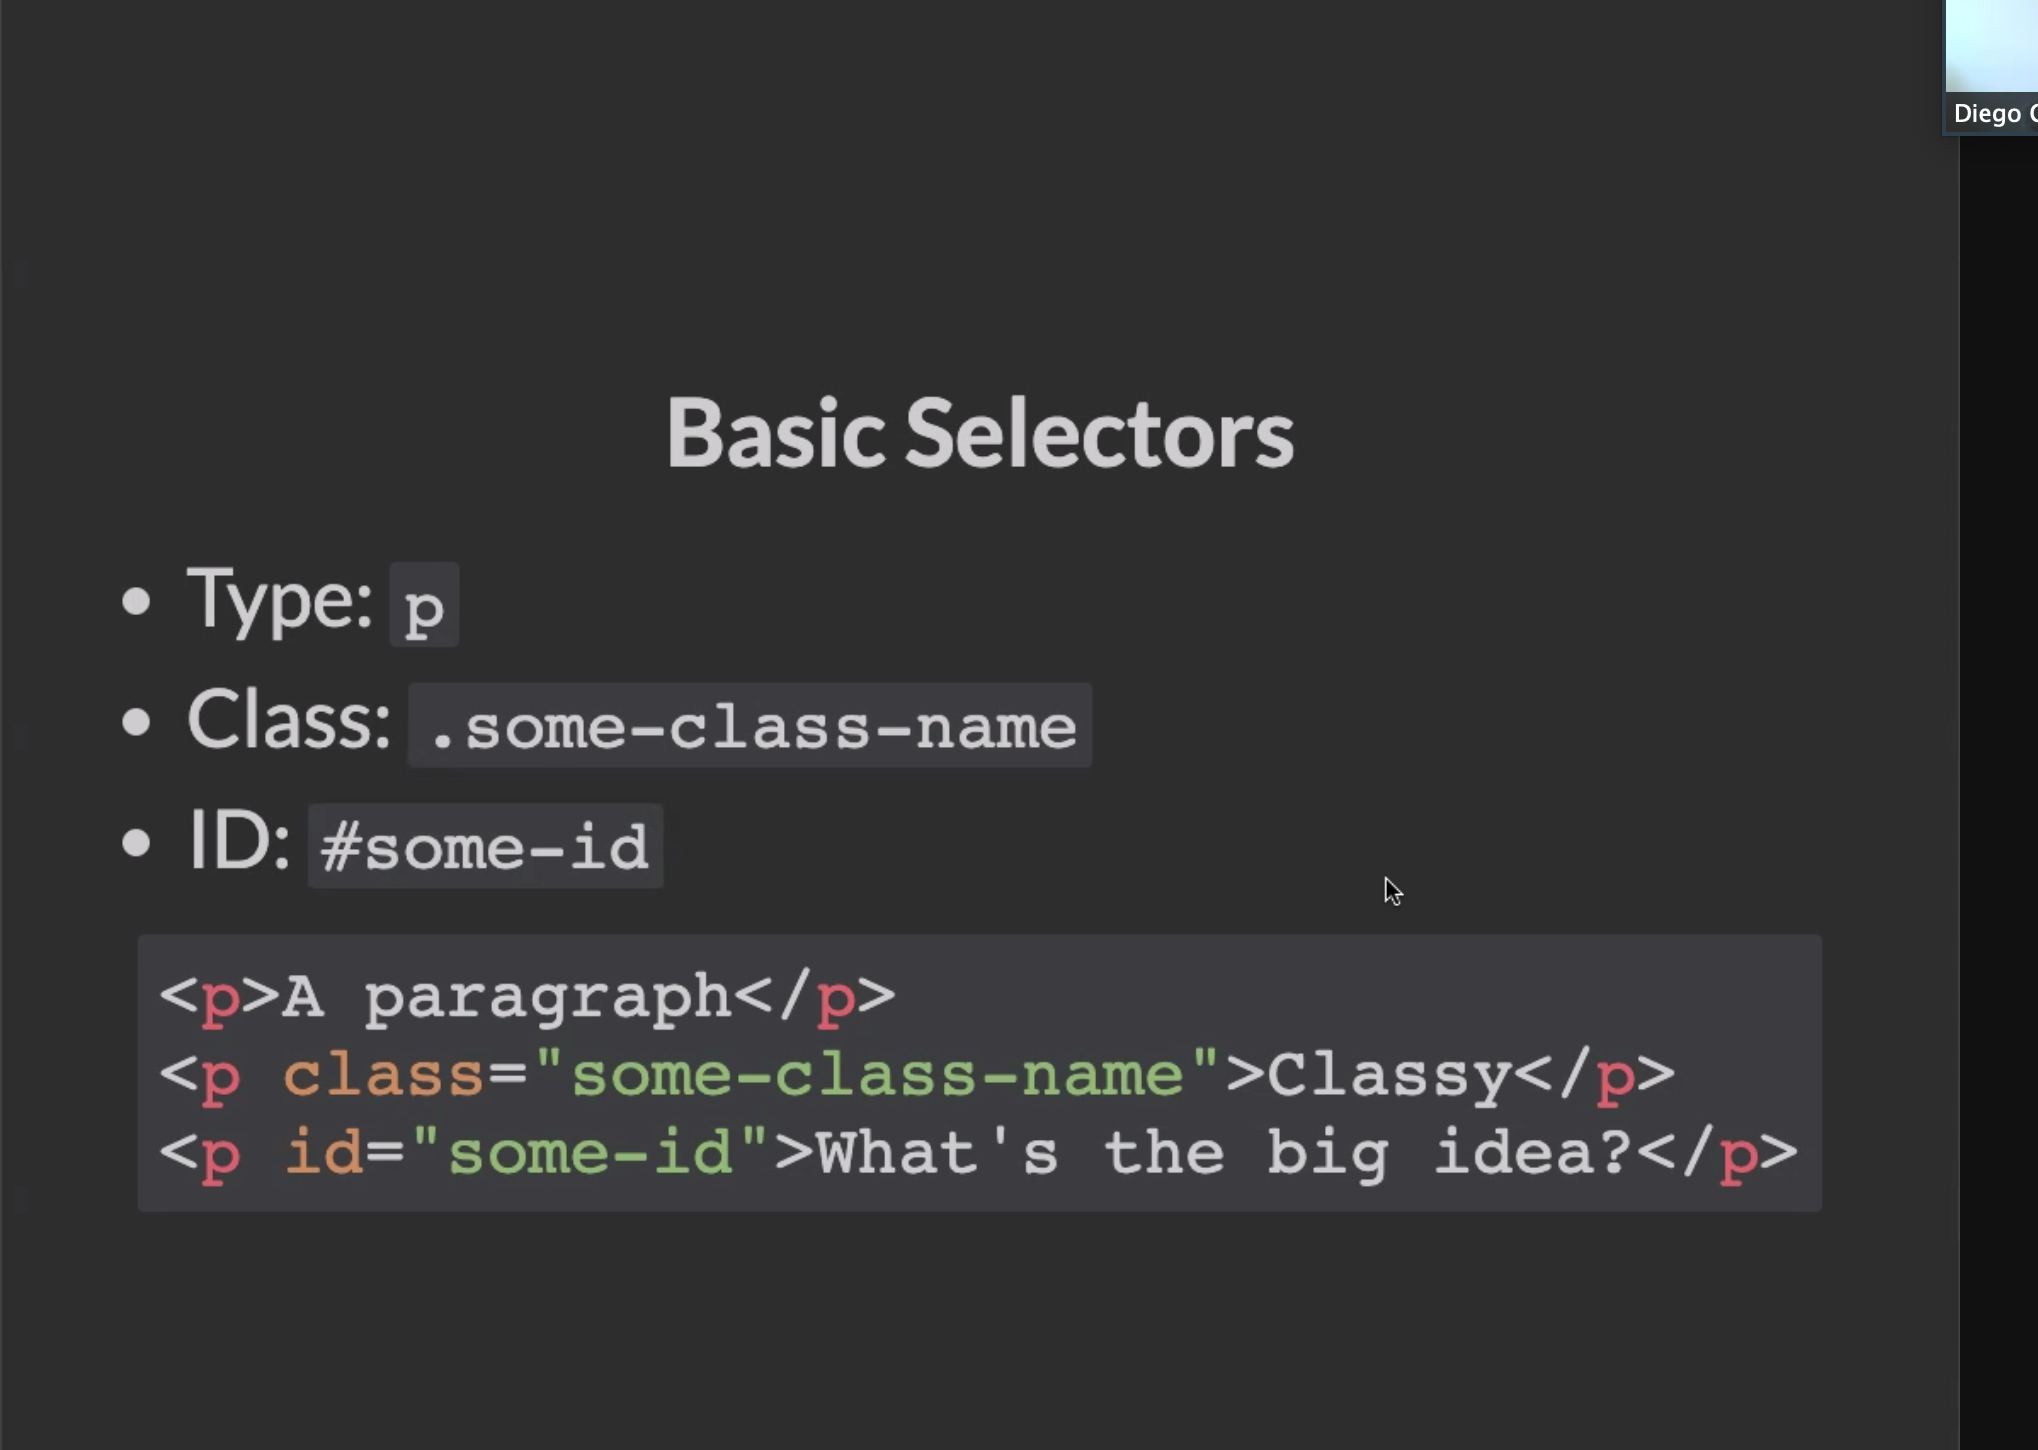 Diego
Basic Selectors
• Type: p
• Class: .some-class-name
• ID: #some-id
<p>A paragraph</p>
<p class="some-class-name">Classy</p>
<p id="some-id">What's the big idea?</p>